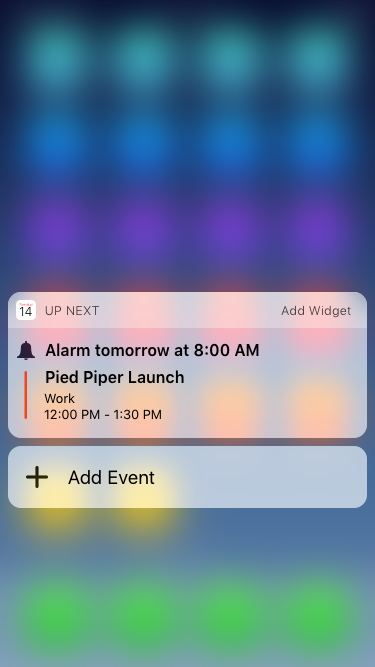 14
UP NEXT
Add Widget
Alarm tomorrow at 8:00 AM
Pied Piper Launch
Work
12:00 PM - 1:30 PM
Add Event